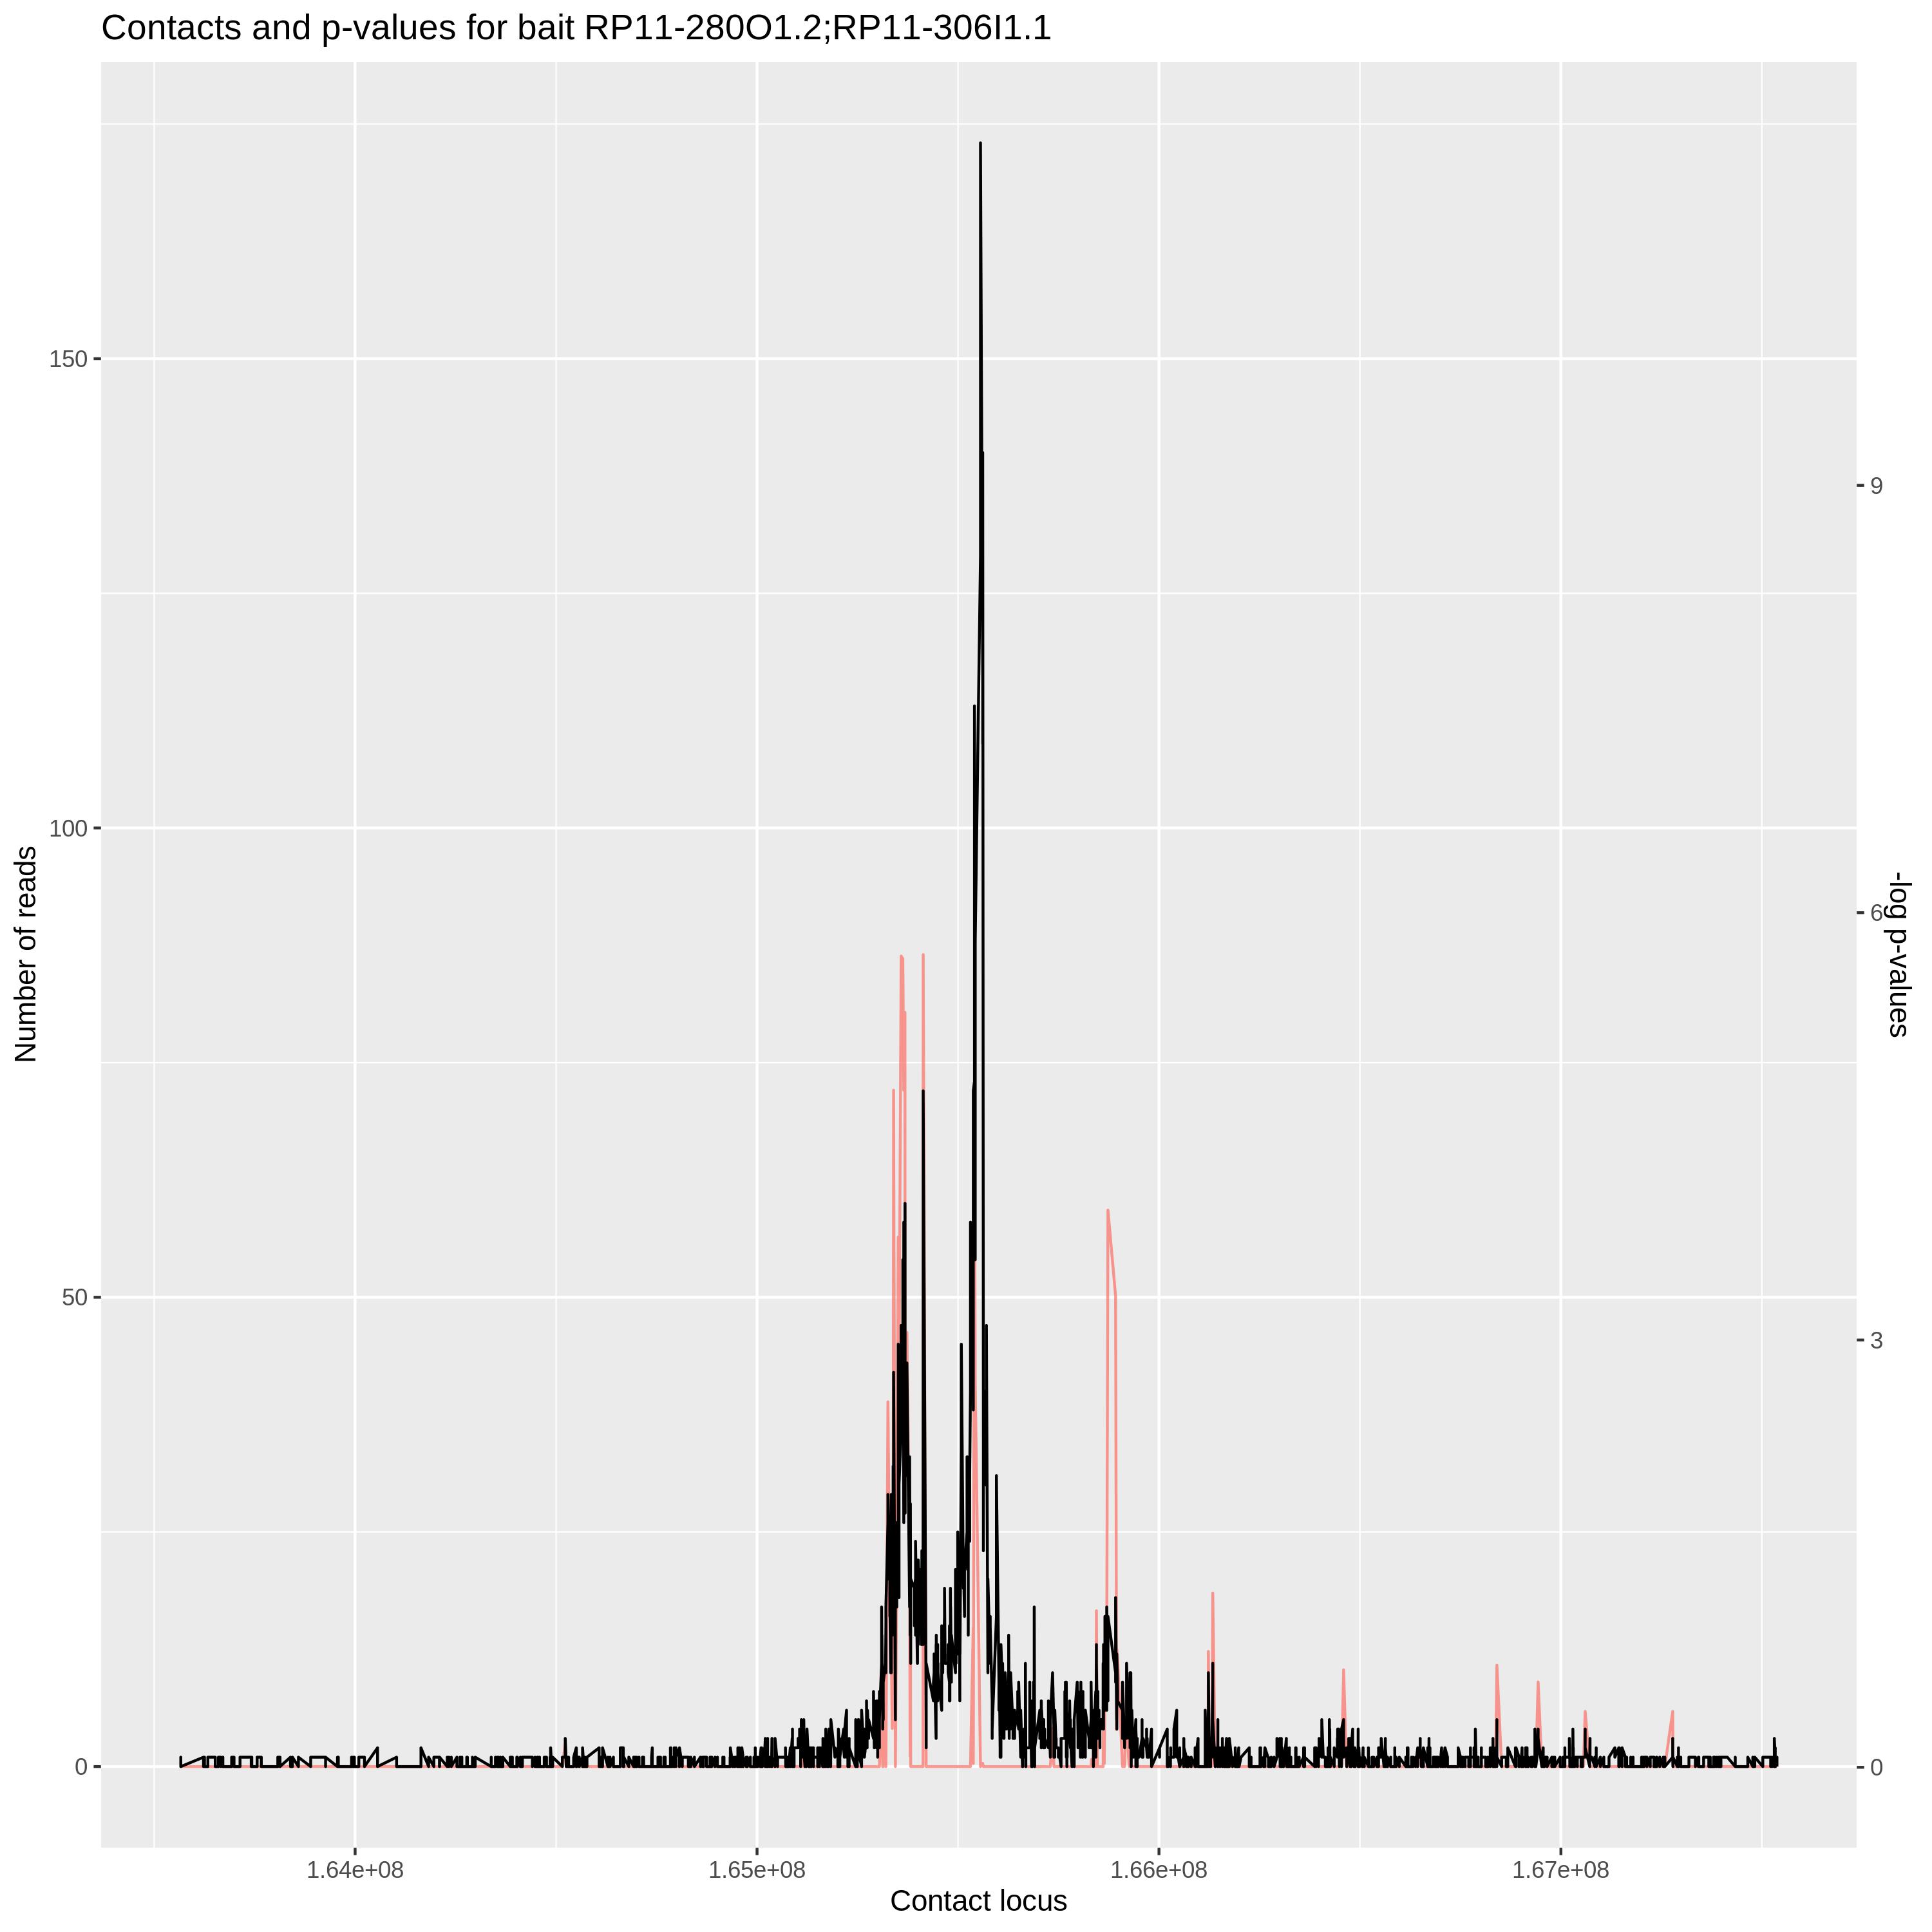 Contacts and p-values for bait RP11-280O1.2;RP11-306I1.1
150
100
50
0
Number of reads
9
6
3
0
-log p-values
1.64e+08
1.65e+08
1.66e+08
1.67e+08
Contact locus